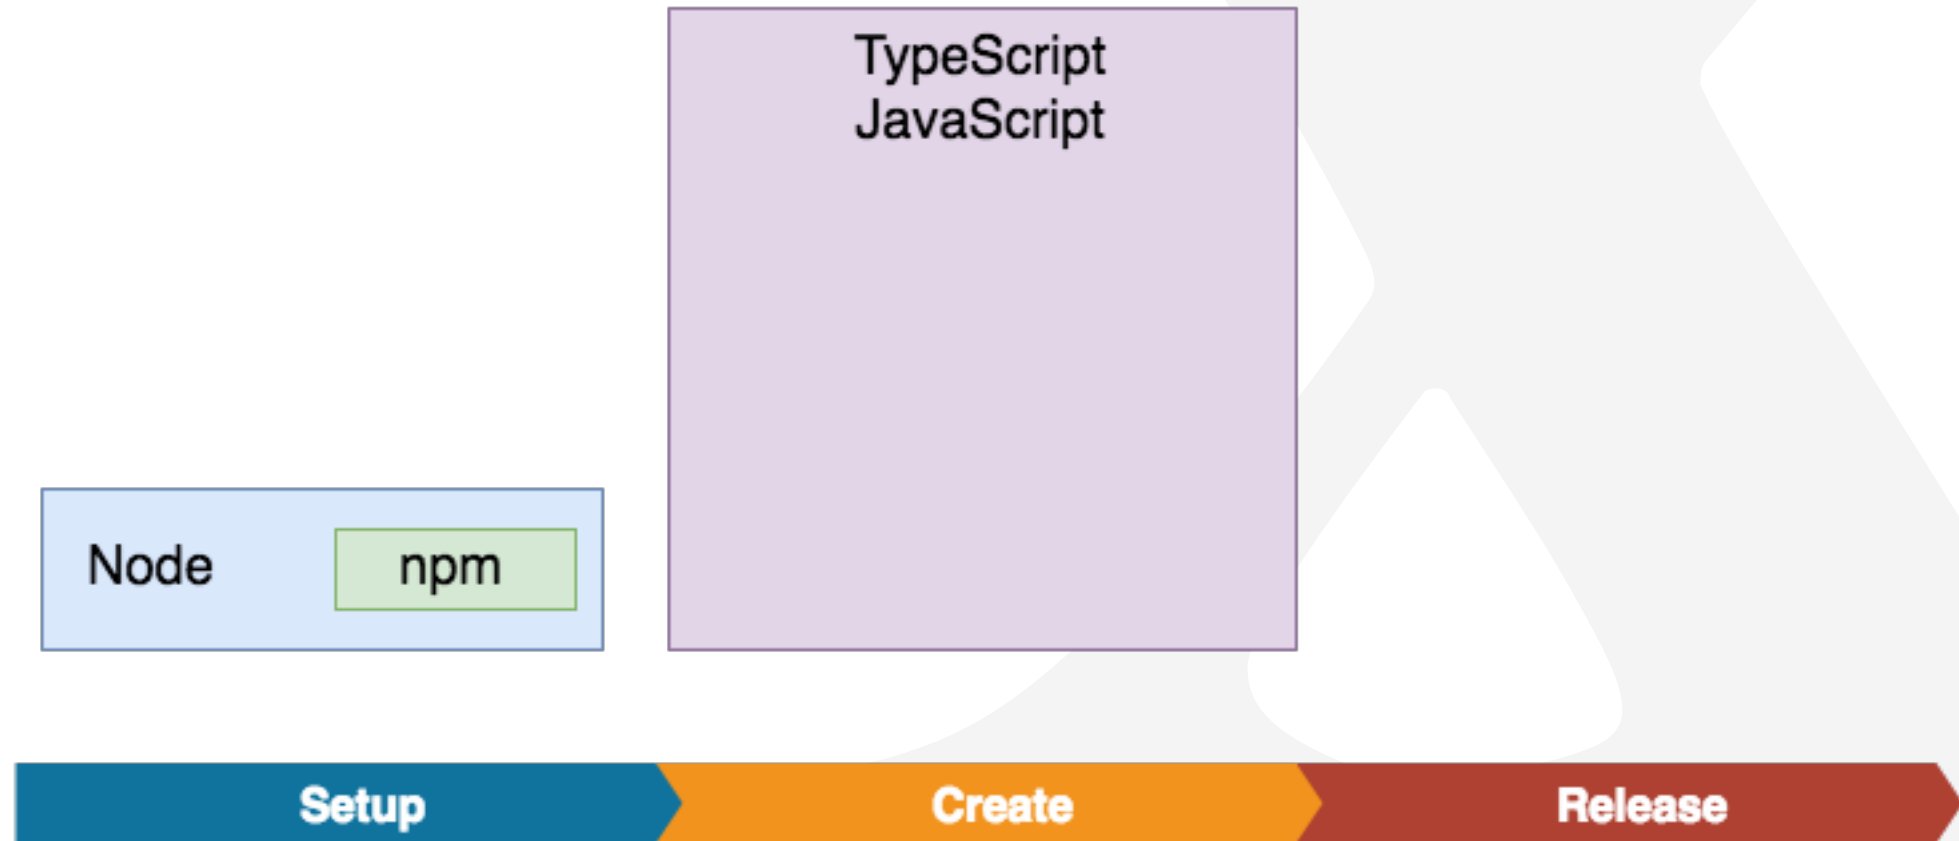 TypeScript
JavaScript
Node
npm
Setup
Create
Release